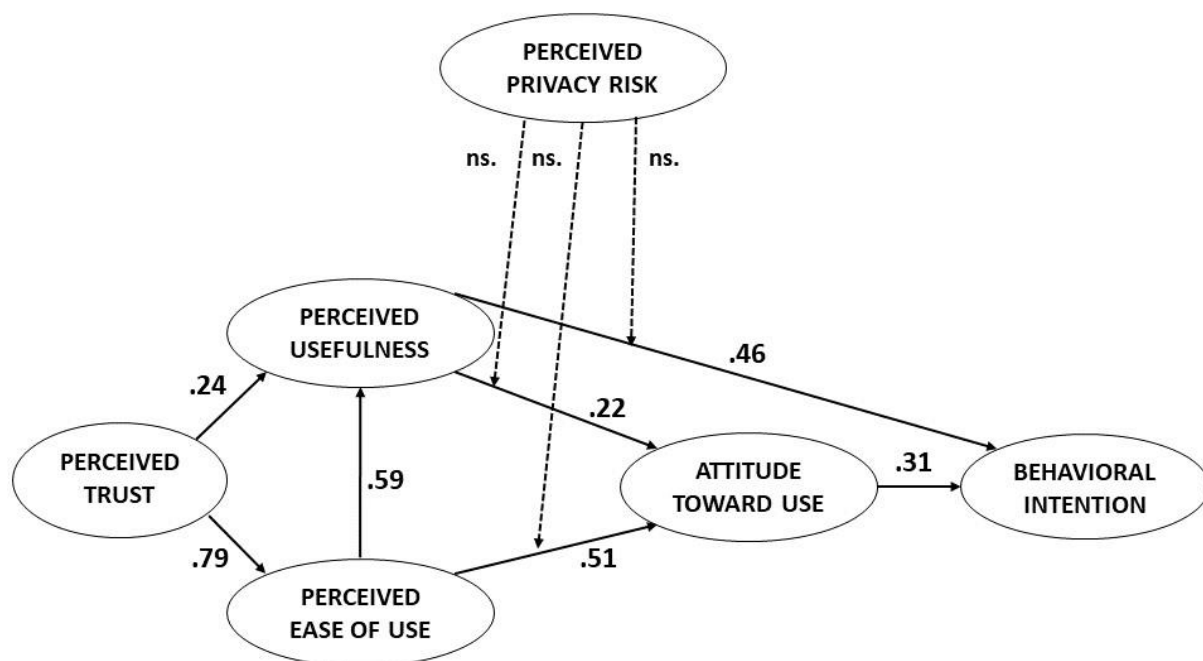 PERCEIVED
PRIVACY RISK
ns.
ns.
ns.
PERCEIVED
USEFULNESS
.46
.24
.22
PERCEIVED
TRUST
.59
ATTITUDE
TOWARD USE
.31
BEHAVIORAL
INTENTION
.79
.51
PERCEIVED
EASE OF USE